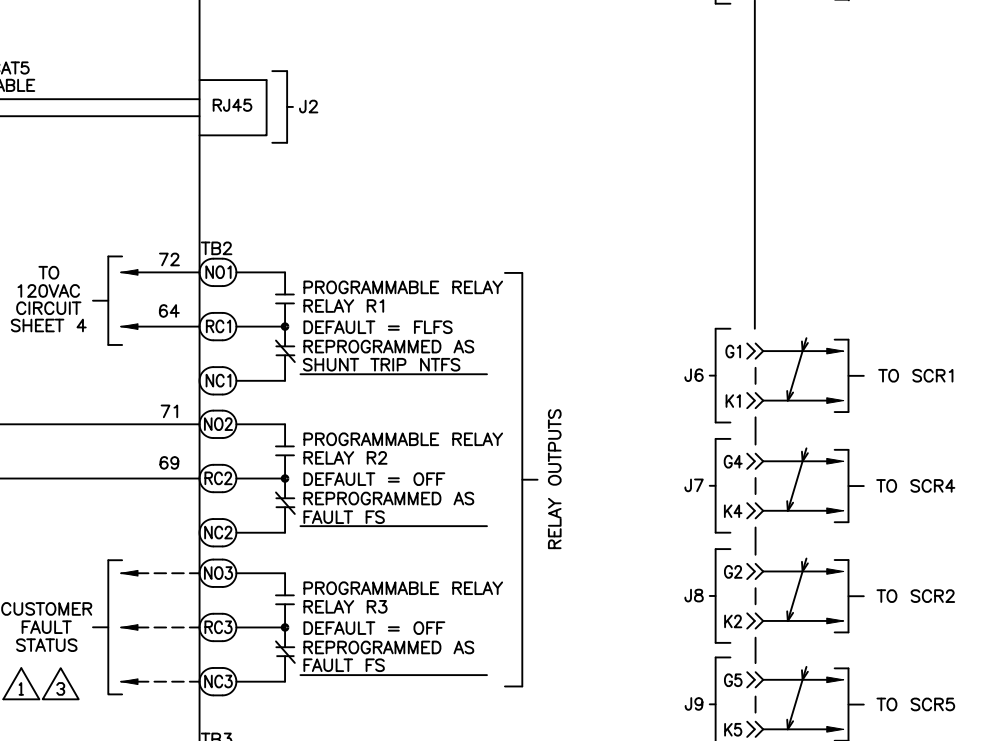 RJ45
J2
TB2
TO
120VAC
CIRCUIT
SHEET 4
72
NO1
64
RC1
NC1
PROGRAMMABLE RELAY
RELAY R1
DEFAULT = FLFS
REPROGRAMMED AS
SHUNT TRIP NTFS
71
NO2
69
RC2
NC2
PROGRAMMABLE RELAY
RELAY R2
DEFAULT = OFF
REPROGRAMMED AS
FAULT FS
CUSTOMER
FAULT
STATUS
1
3
NO3
RC3
NC3
PROGRAMMABLE RELAY
RELAY R3
DEFAULT = OFF
REPROGRAMMED AS
FAULT FS
RELAY OUTPUTS
J6
G1
K1
TO SCR1
J7
G4
K4
TO SCR4
J8
G2
K2
TO SCR2
J9
G5
K5
TO SCR5